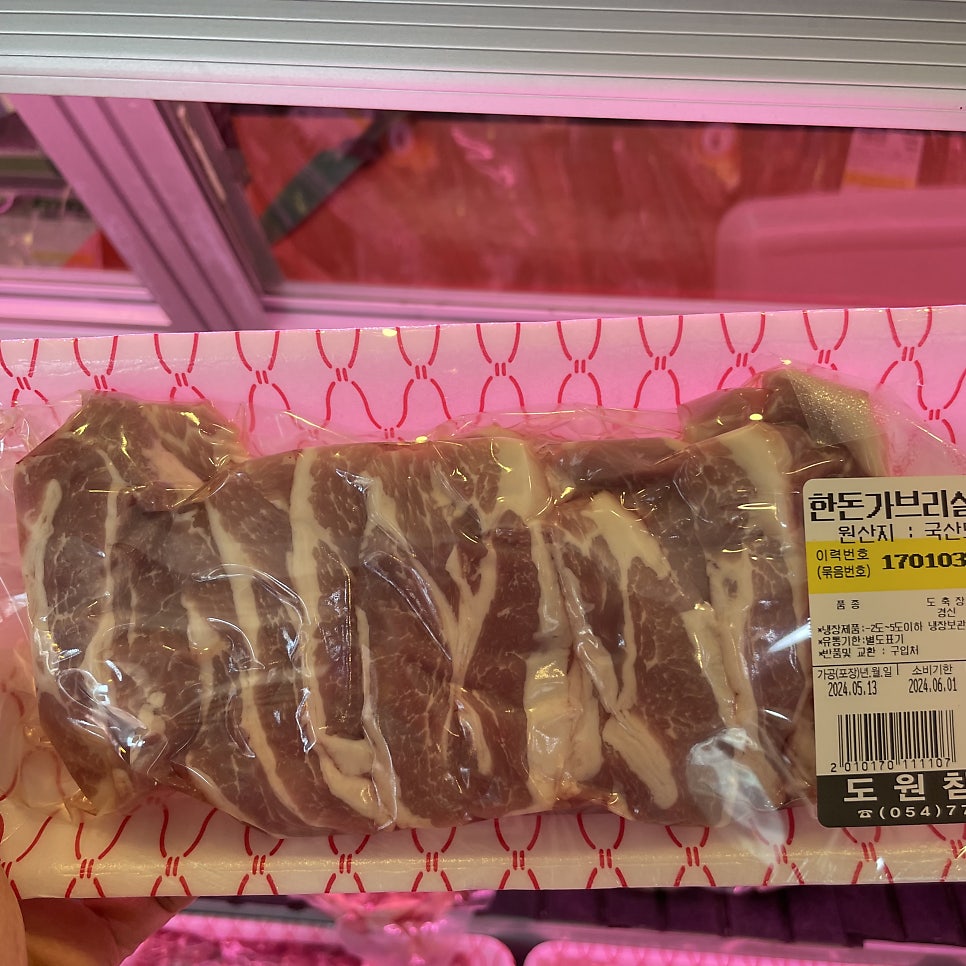 한돈가브리살
원산지 : 국산
이력번호
(묶음번호) 170103
품 종 도 축 장
경신
*냉장제품:-2도~5도이하 냉장보관
*유통기한:별도표기
*반품및 교환 : 구입처
가공(포장)년,월,일 소비기한
2024.05.13 2024.06.01
2 010170 111107
도 원 참
☎(054)77